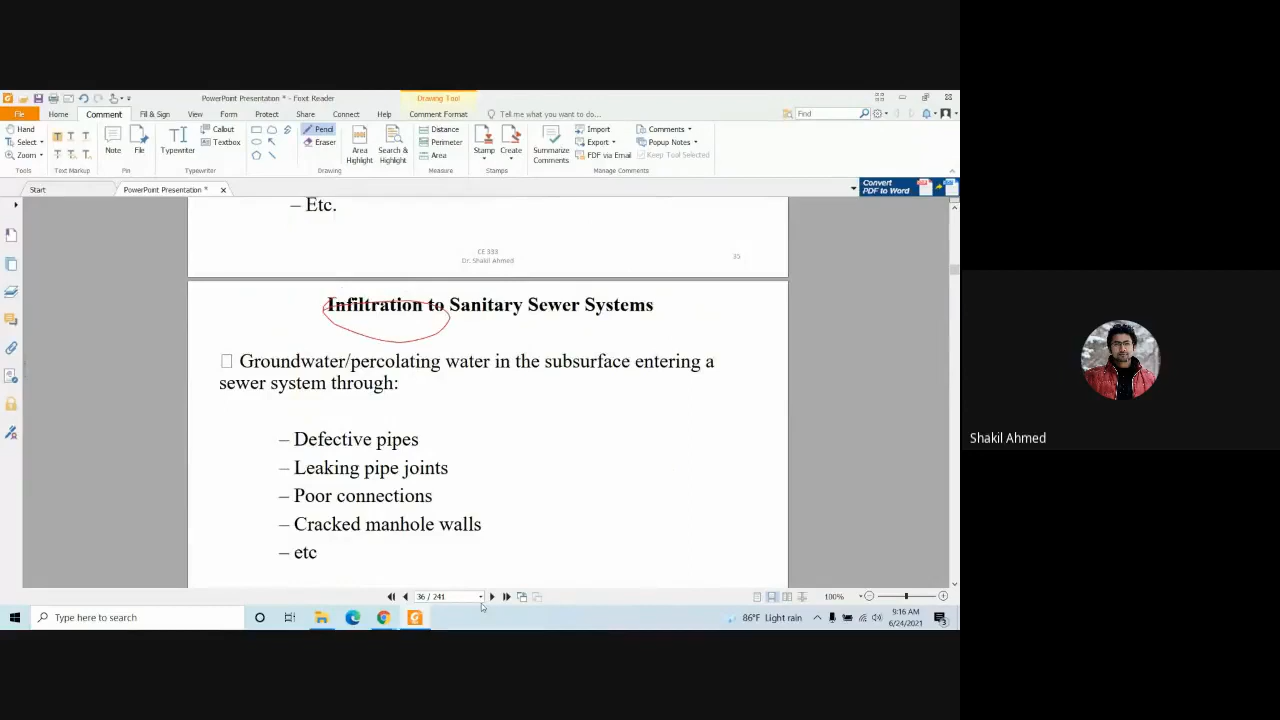 PowerPoint Presentation * - Foxit Reader
Drawing Tool
File Home Comment Fill & Sign View Form Protect Share Connect Help Comment Format Tell me what you want to do... Find
Hand
Select
Zoom
Tools
Text Markup
Note
File
Pin
Typewriter
Callout
Textbox
Typewriter
Pencil
Eraser
Drawing
Area Highlight
Search & Highlight
Distance
Perimeter
Area
Measure
Stamp
Create
Stamps
Summarize Comments
Import
Export
FDF via Email
Comments
Popup Notes
Keep Tool Selected
Manage Comments
Start
PowerPoint Presentation *
Convert
PDF to Word
– Etc.
CE 333
Dr. Shakil Ahmed
35
Infiltration to Sanitary Sewer Systems
Groundwater/percolating water in the subsurface entering a
sewer system through:
– Defective pipes
– Leaking pipe joints
– Poor connections
– Cracked manhole walls
– etc
36 / 241
100%
Type here to search
86°F Light rain
9:16 AM
6/24/2021
3
Shakil Ahmed